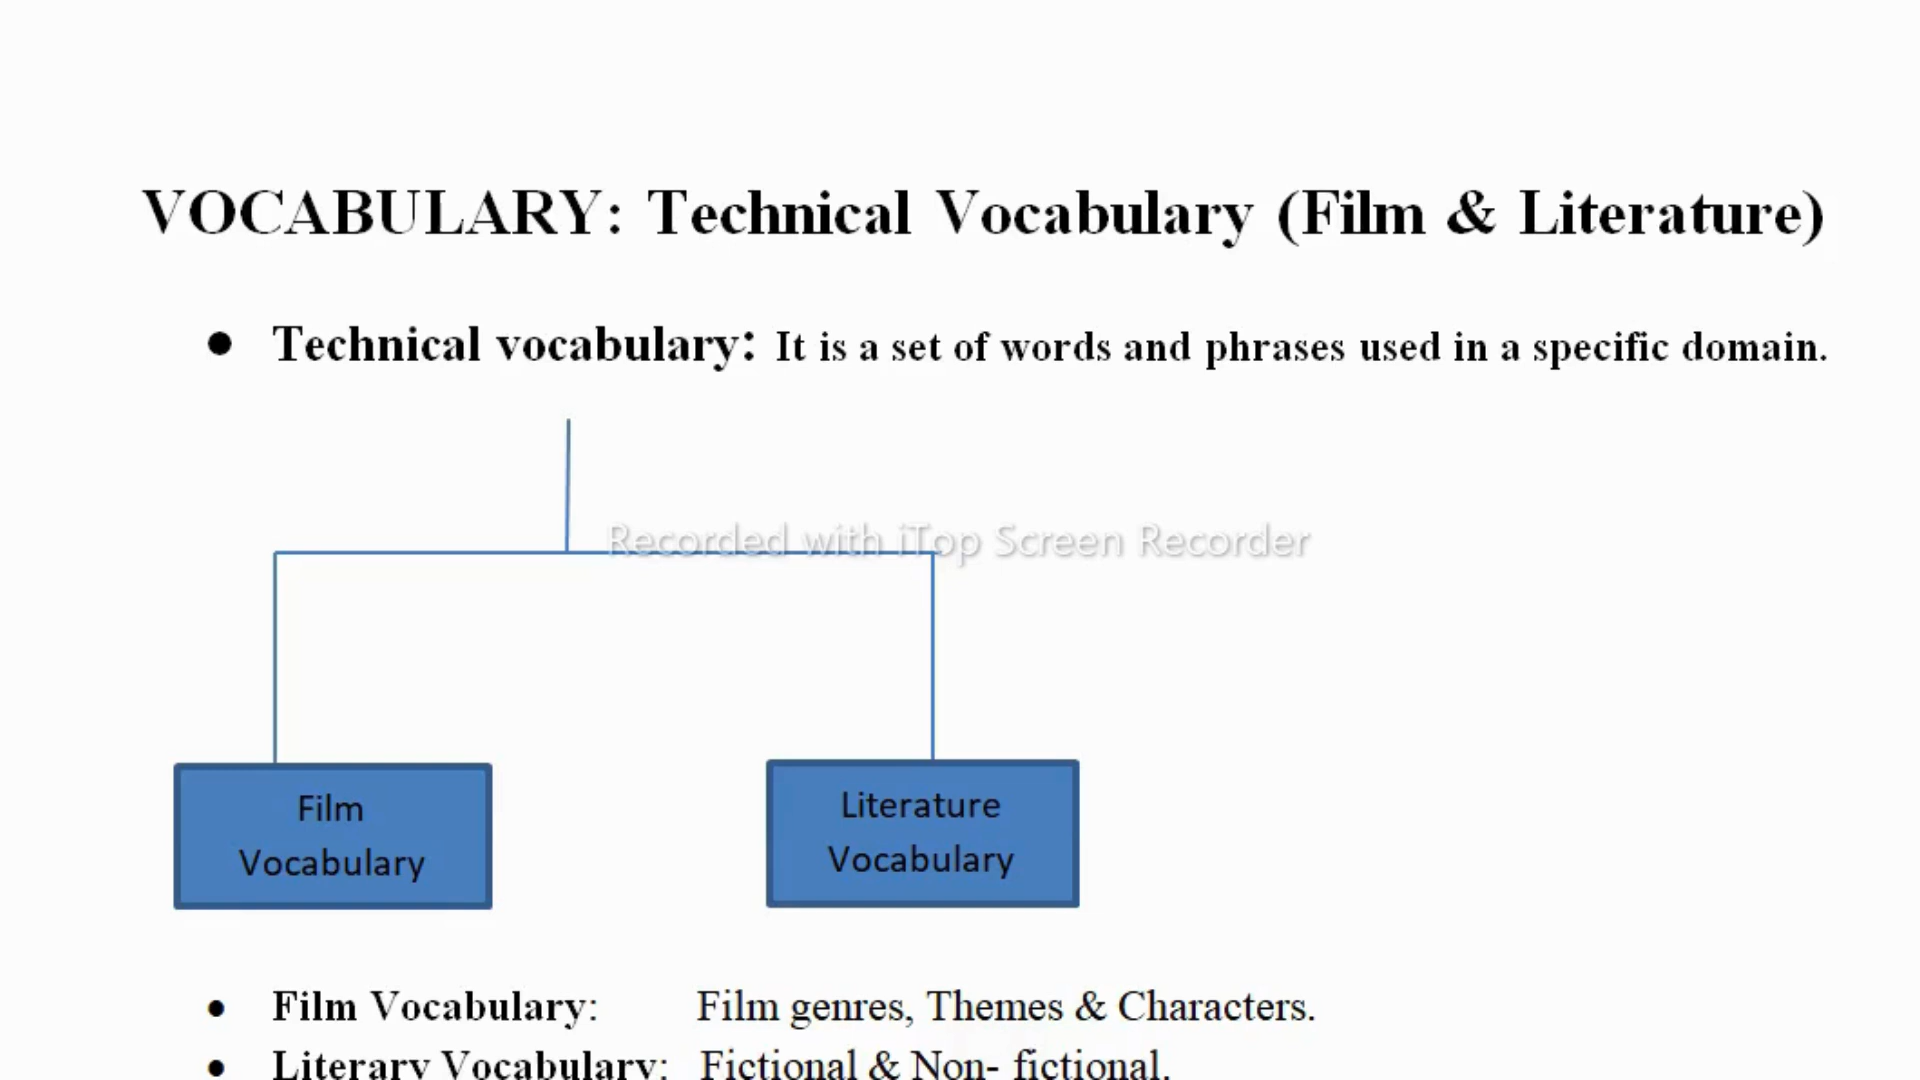 VOCABULARY: Technical Vocabulary (Film & Literature)
● Technical vocabulary: It is a set of words and phrases used in a specific domain.
Recorded with iTop Screen Recorder
Film
Vocabulary
Literature
Vocabulary
● Film Vocabulary: Film genres, Themes & Characters.
● Literary Vocabulary: Fictional & Non- fictional.